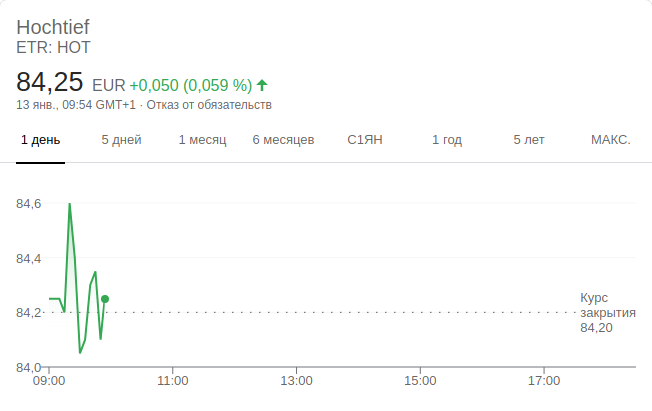 Hochtief
ETR: HOT
84,25 EUR +0,050 (0,059 %)
13 янв., 09:54 GMT+1 · Отказ от обязательств
1 день 5 дней 1 месяц 6 месяцев С1ЯН 1 год 5 лет МАКС.
84,6
84,4
84,2
84,0
Курс
закрытия
84,20
09:00 11:00 13:00 15:00 17:00